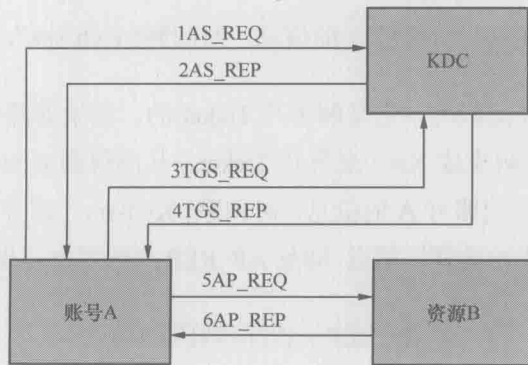 1AS_REQ
2AS_REP
KDC
3TGS_REQ
4TGS_REP
账号A
5AP_REQ
6AP_REP
资源B